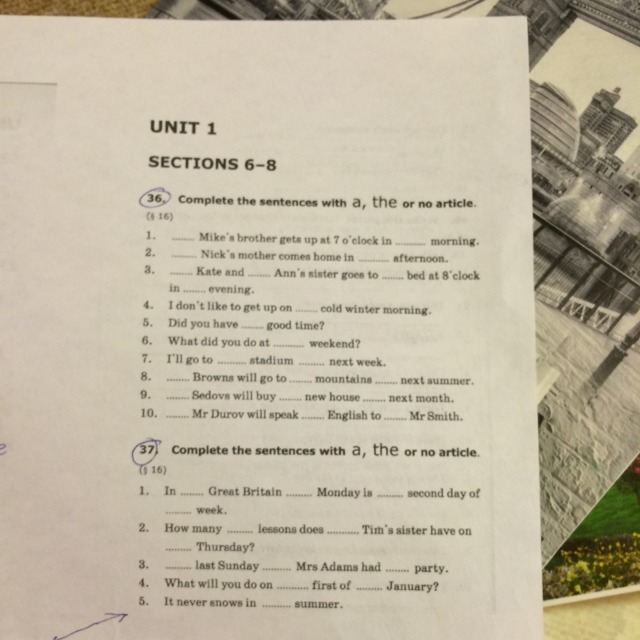 UNIT 1
SECTIONS 6–8
36. Complete the sentences with a, the or no article.
(§ 16)
1. ........ Mike's brother gets up at 7 o'clock in .......... morning.
2. ........ Nick's mother comes home in .......... afternoon.
3. ........ Kate and ........ Ann's sister goes to ........ bed at 8'clock
in ........ evening.
4. I don't like to get up on ........ cold winter morning.
5. Did you have ........ good time?
6. What did you do at .......... weekend?
7. I'll go to .......... stadium ......... next week.
8. ........ Browns will go to ........ mountains ........ next summer.
9. ........ Sedovs will buy ........ new house ........ next month.
10. ........ Mr Durov will speak ........ English to ........ Mr Smith.
37. Complete the sentences with a, the or no article.
(§ 16)
1. In ........ Great Britain ......... Monday is ......... second day of
......... week.
2. How many ......... lessons does .......... Tim's sister have on
......... Thursday?
3. ......... last Sunday ......... Mrs Adams had ........ party.
4. What will you do on .......... first of ......... January?
5. It never snows in .......... summer.